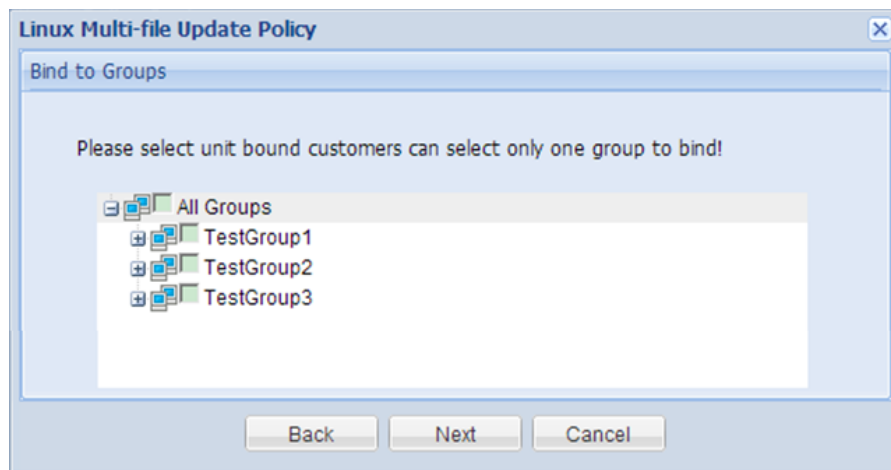 Linux Multi-file Update Policy
Bind to Groups
Please select unit bound customers can select only one group to bind!
All Groups
TestGroup1
TestGroup2
TestGroup3
Back Next Cancel